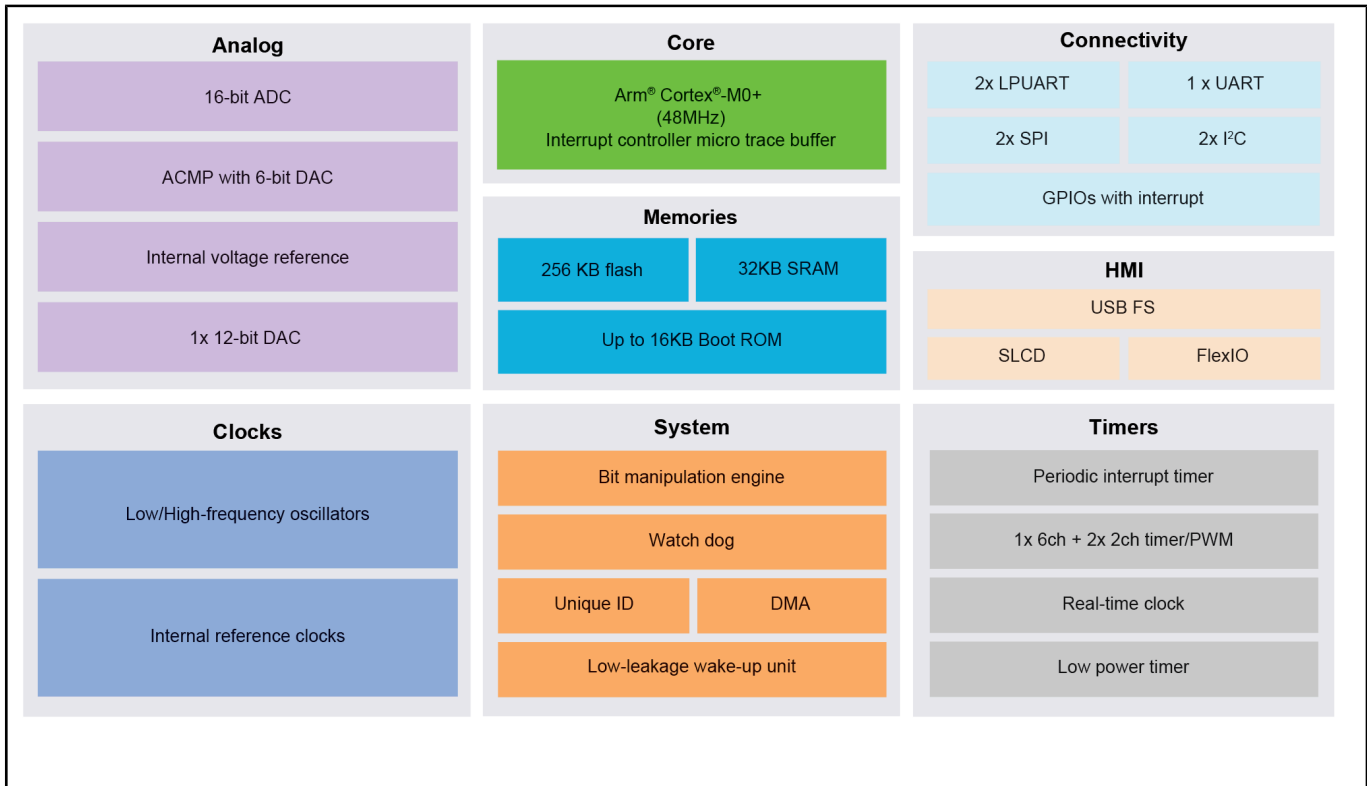 Analog
16-bit ADC
ACMP with 6-bit DAC
Internal voltage reference
1x 12-bit DAC
Core
Arm® Cortex®-M0+
(48MHz)
Interrupt controller micro trace buffer
Memories
256 KB flash
32KB SRAM
Up to 16KB Boot ROM
Connectivity
2x LPUART
1 x UART
2x SPI
2x I²C
GPIOs with interrupt
HMI
USB FS
SLCD
FlexIO
Clocks
Low/High-frequency oscillators
Internal reference clocks
System
Bit manipulation engine
Watch dog
Unique ID
DMA
Low-leakage wake-up unit
Timers
Periodic interrupt timer
1x 6ch + 2x 2ch timer/PWM
Real-time clock
Low power timer